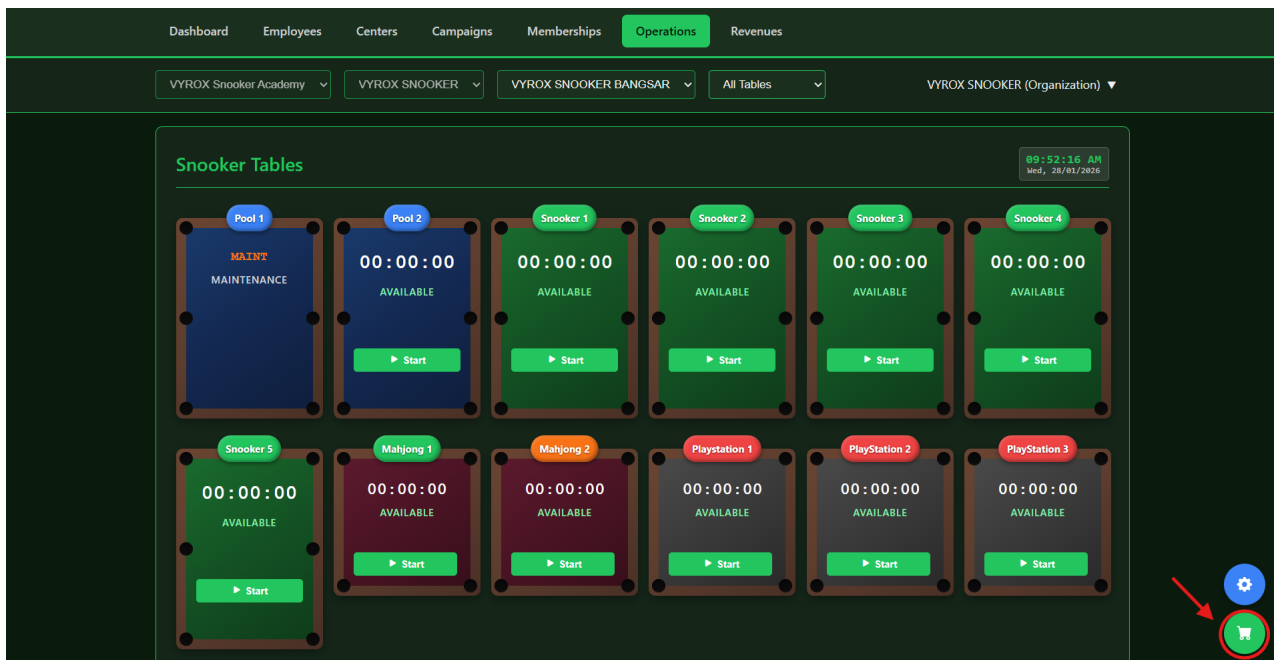 Dashboard Employees Centers Campaigns Memberships Operations Revenues
VYROX Snooker Academy VYROX SNOOKER VYROX SNOOKER BANGSAR All Tables VYROX SNOOKER (Organization) ▼
Snooker Tables
09:52:16 AM
Wed, 28/01/2026
Pool 1 Pool 2 Snooker 1 Snooker 2 Snooker 3 Snooker 4
MAINT 00:00:00 00:00:00 00:00:00 00:00:00 00:00:00
MAINTENANCE AVAILABLE AVAILABLE AVAILABLE AVAILABLE AVAILABLE
Start Start Start Start Start
Snooker 5 Mahjong 1 Mahjong 2 Playstation 1 PlayStation 2 PlayStation 3
00:00:00 00:00:00 00:00:00 00:00:00 00:00:00 00:00:00
AVAILABLE AVAILABLE AVAILABLE AVAILABLE AVAILABLE AVAILABLE
Start Start Start Start Start Start